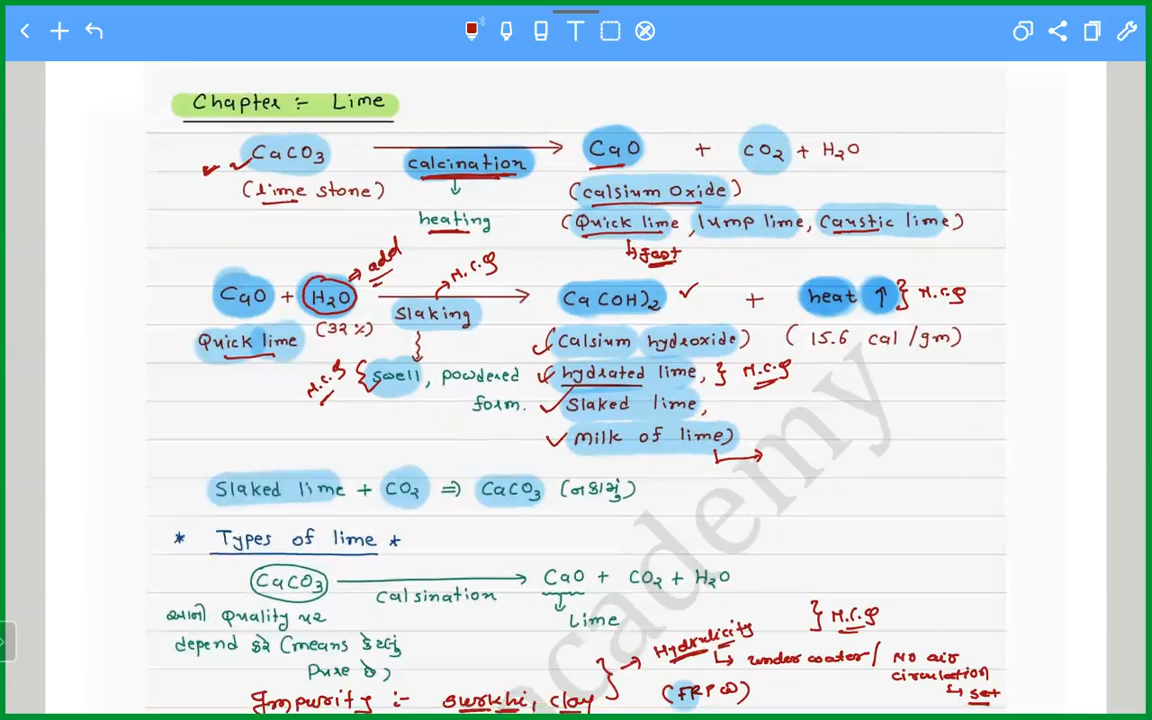 Chapter :- Lime
CaCO3 → CaO + CO2 + H2O
calcination
(lime stone) (Calsium Oxide)
heating (Quick lime, lump lime, Caustic lime)
Fast
add
M.C.Q
CaO + H2O → Ca(OH)2 + heat ↑ } M.C.Q
Slaking
(32 %)
Quick lime (Calsium hydroxide) (15.6 cal/gm)
M.C.Q { swell, powdered hydrated lime, } M.C.Q
form. Slaked lime,
Milk of lime)
Slaked lime + CO2 ⇒ CaCO3 (નકામું)
* Types of lime *
CaCO3 → CaO + CO2 + H2O
Calsination
આની quality પર Lime
depend કરે (means કેટલું
Pure છે)
} M.C.Q
Hydraulicity
under water / No air
circulation
set
Impurity :- surkhi, clay
academy